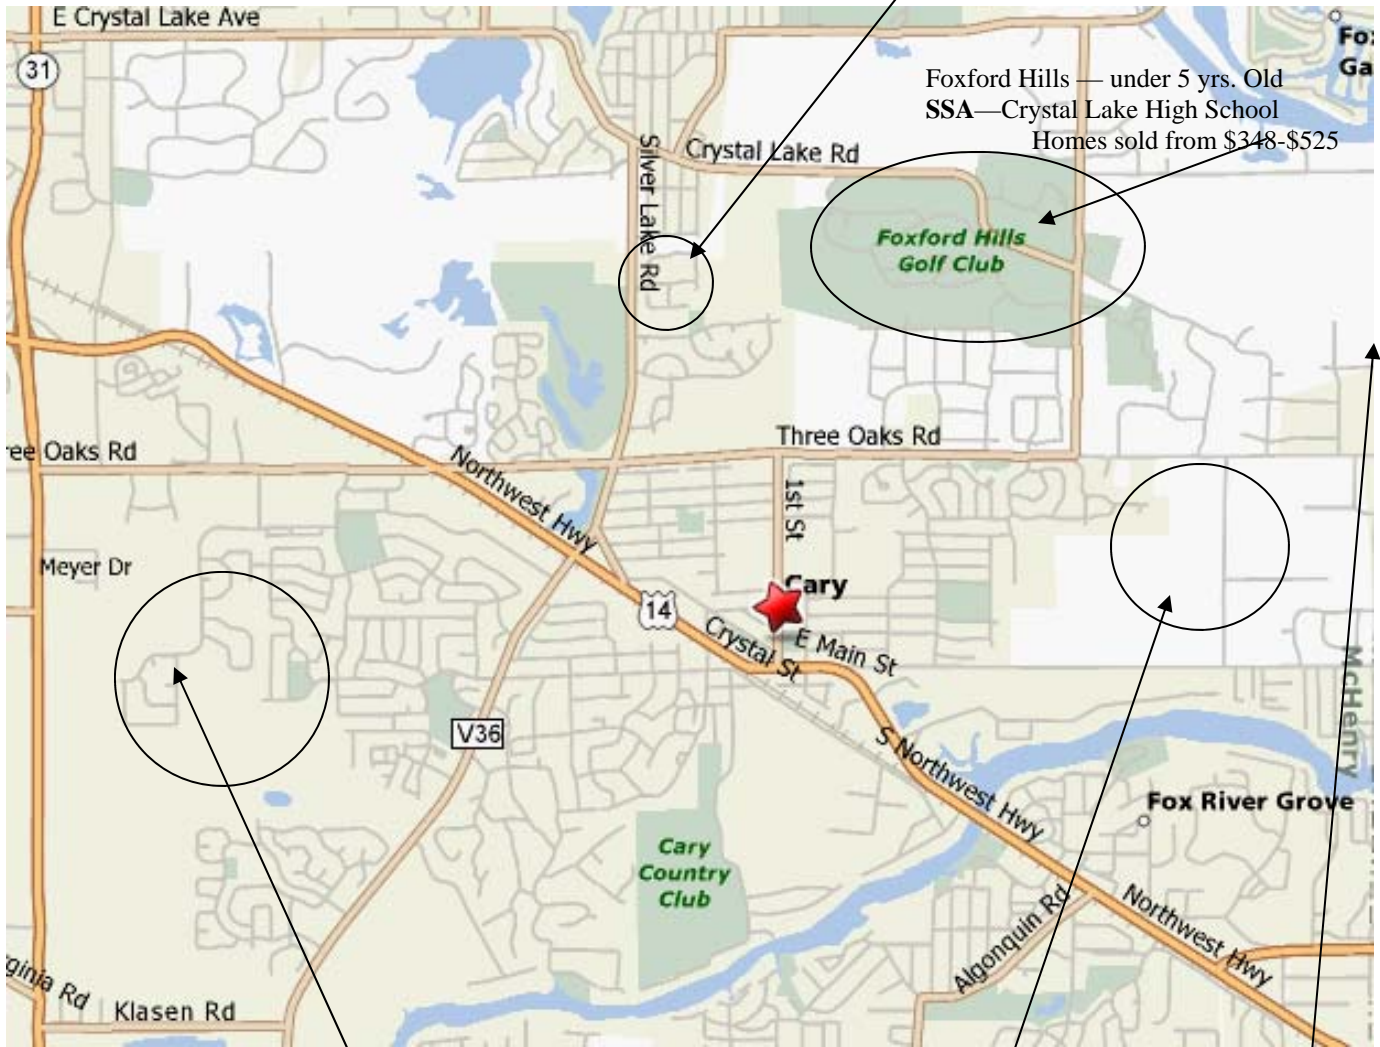 E Crystal Lake Ave
31
Fo
Ga
Foxford Hills — under 5 yrs. Old
SSA—Crystal Lake High School
Homes sold from $348-$525
Silver Lake Rd
Crystal Lake Rd
Foxford Hills
Golf Club
ree Oaks Rd
Three Oaks Rd
Northwest Hwy
1st St
Meyer Dr
Cary
14
Crystal St
E Main St
McHenry
V36
S Northwest Hwy
Fox River Grove
Cary
Country
Club
Algonquin Rd
Northwest Hwy
rginia Rd
Klasen Rd